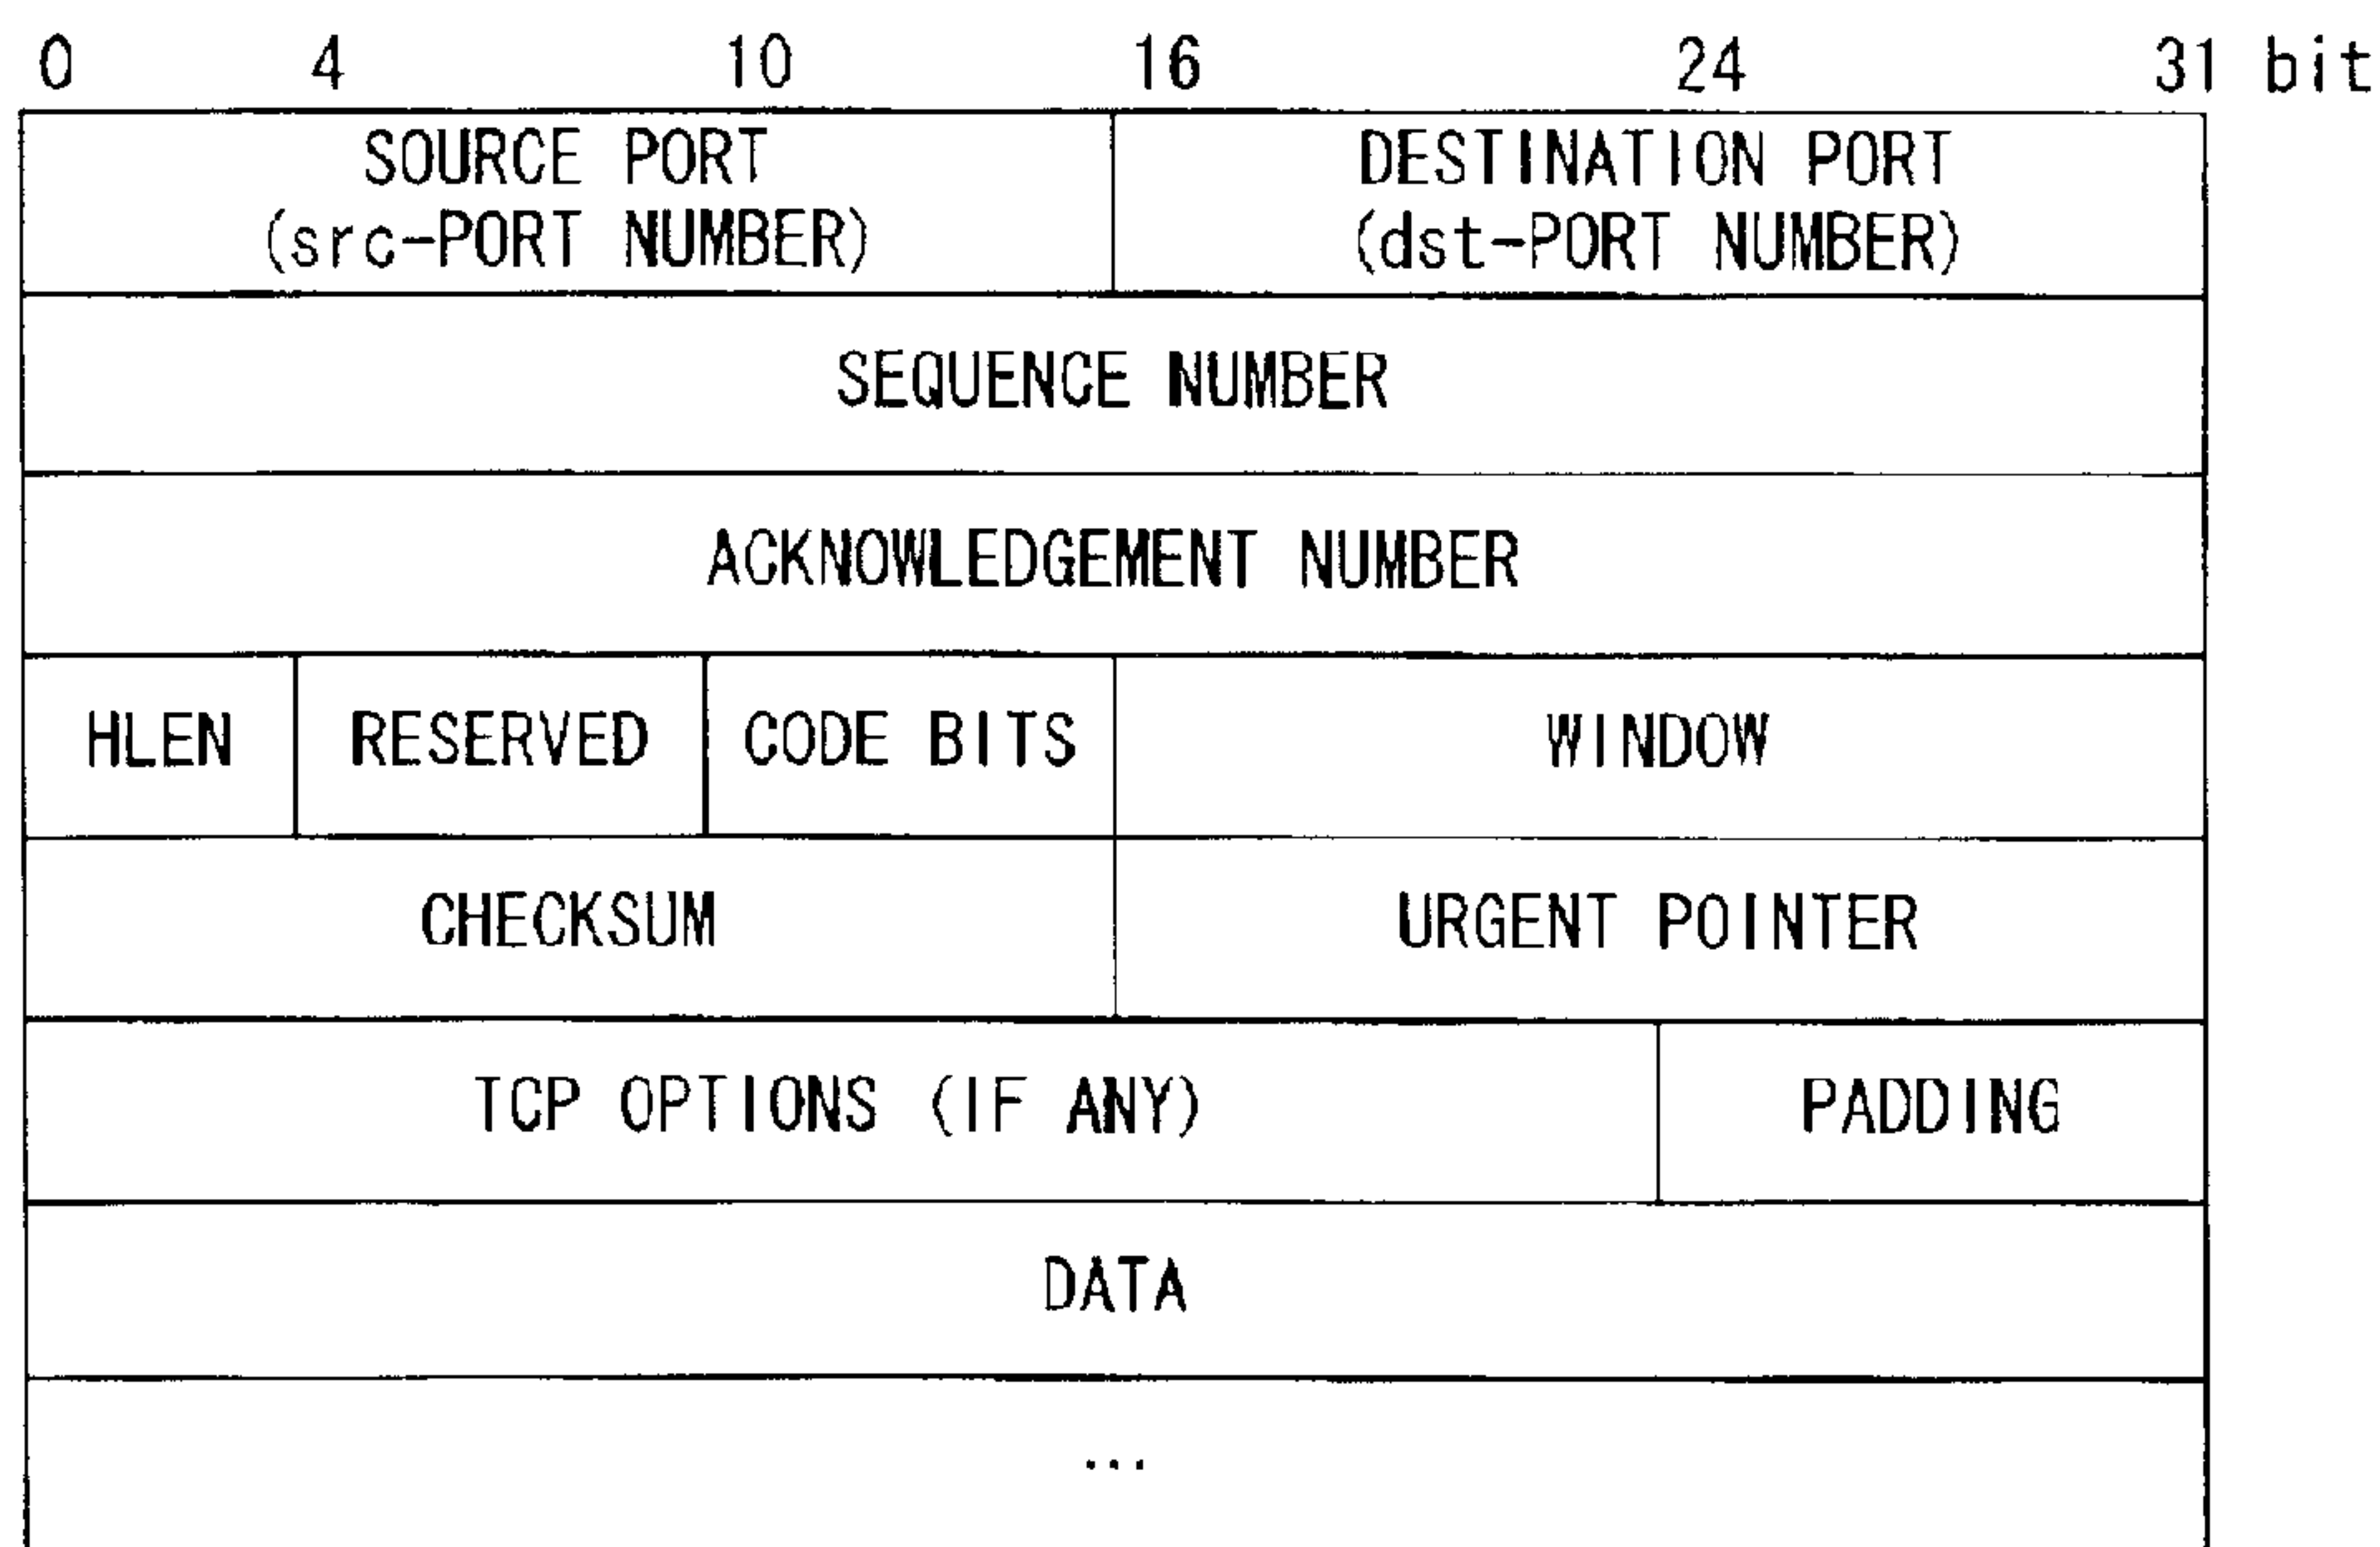 0 4 10 16 24 31 bit
SOURCE PORT DESTINATION PORT
(src-PORT NUMBER) (dst-PORT NUMBER)
SEQUENCE NUMBER
ACKNOWLEDGEMENT NUMBER
HLEN RESERVED CODE BITS WINDOW
CHECKSUM URGENT POINTER
TCP OPTIONS (IF ANY) PADDING
DATA
...